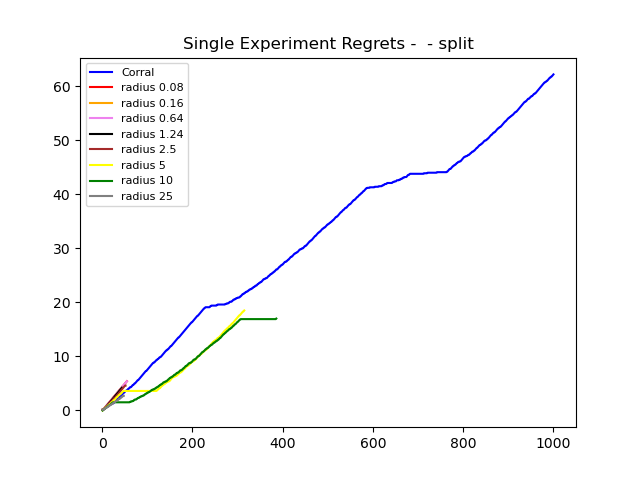 Single Experiment Regrets -  - split
Corral
radius 0.08
radius 0.16
radius 0.64
radius 1.24
radius 2.5
radius 5
radius 10
radius 25
60
50
40
30
20
10
0
0 200 400 600 800 1000